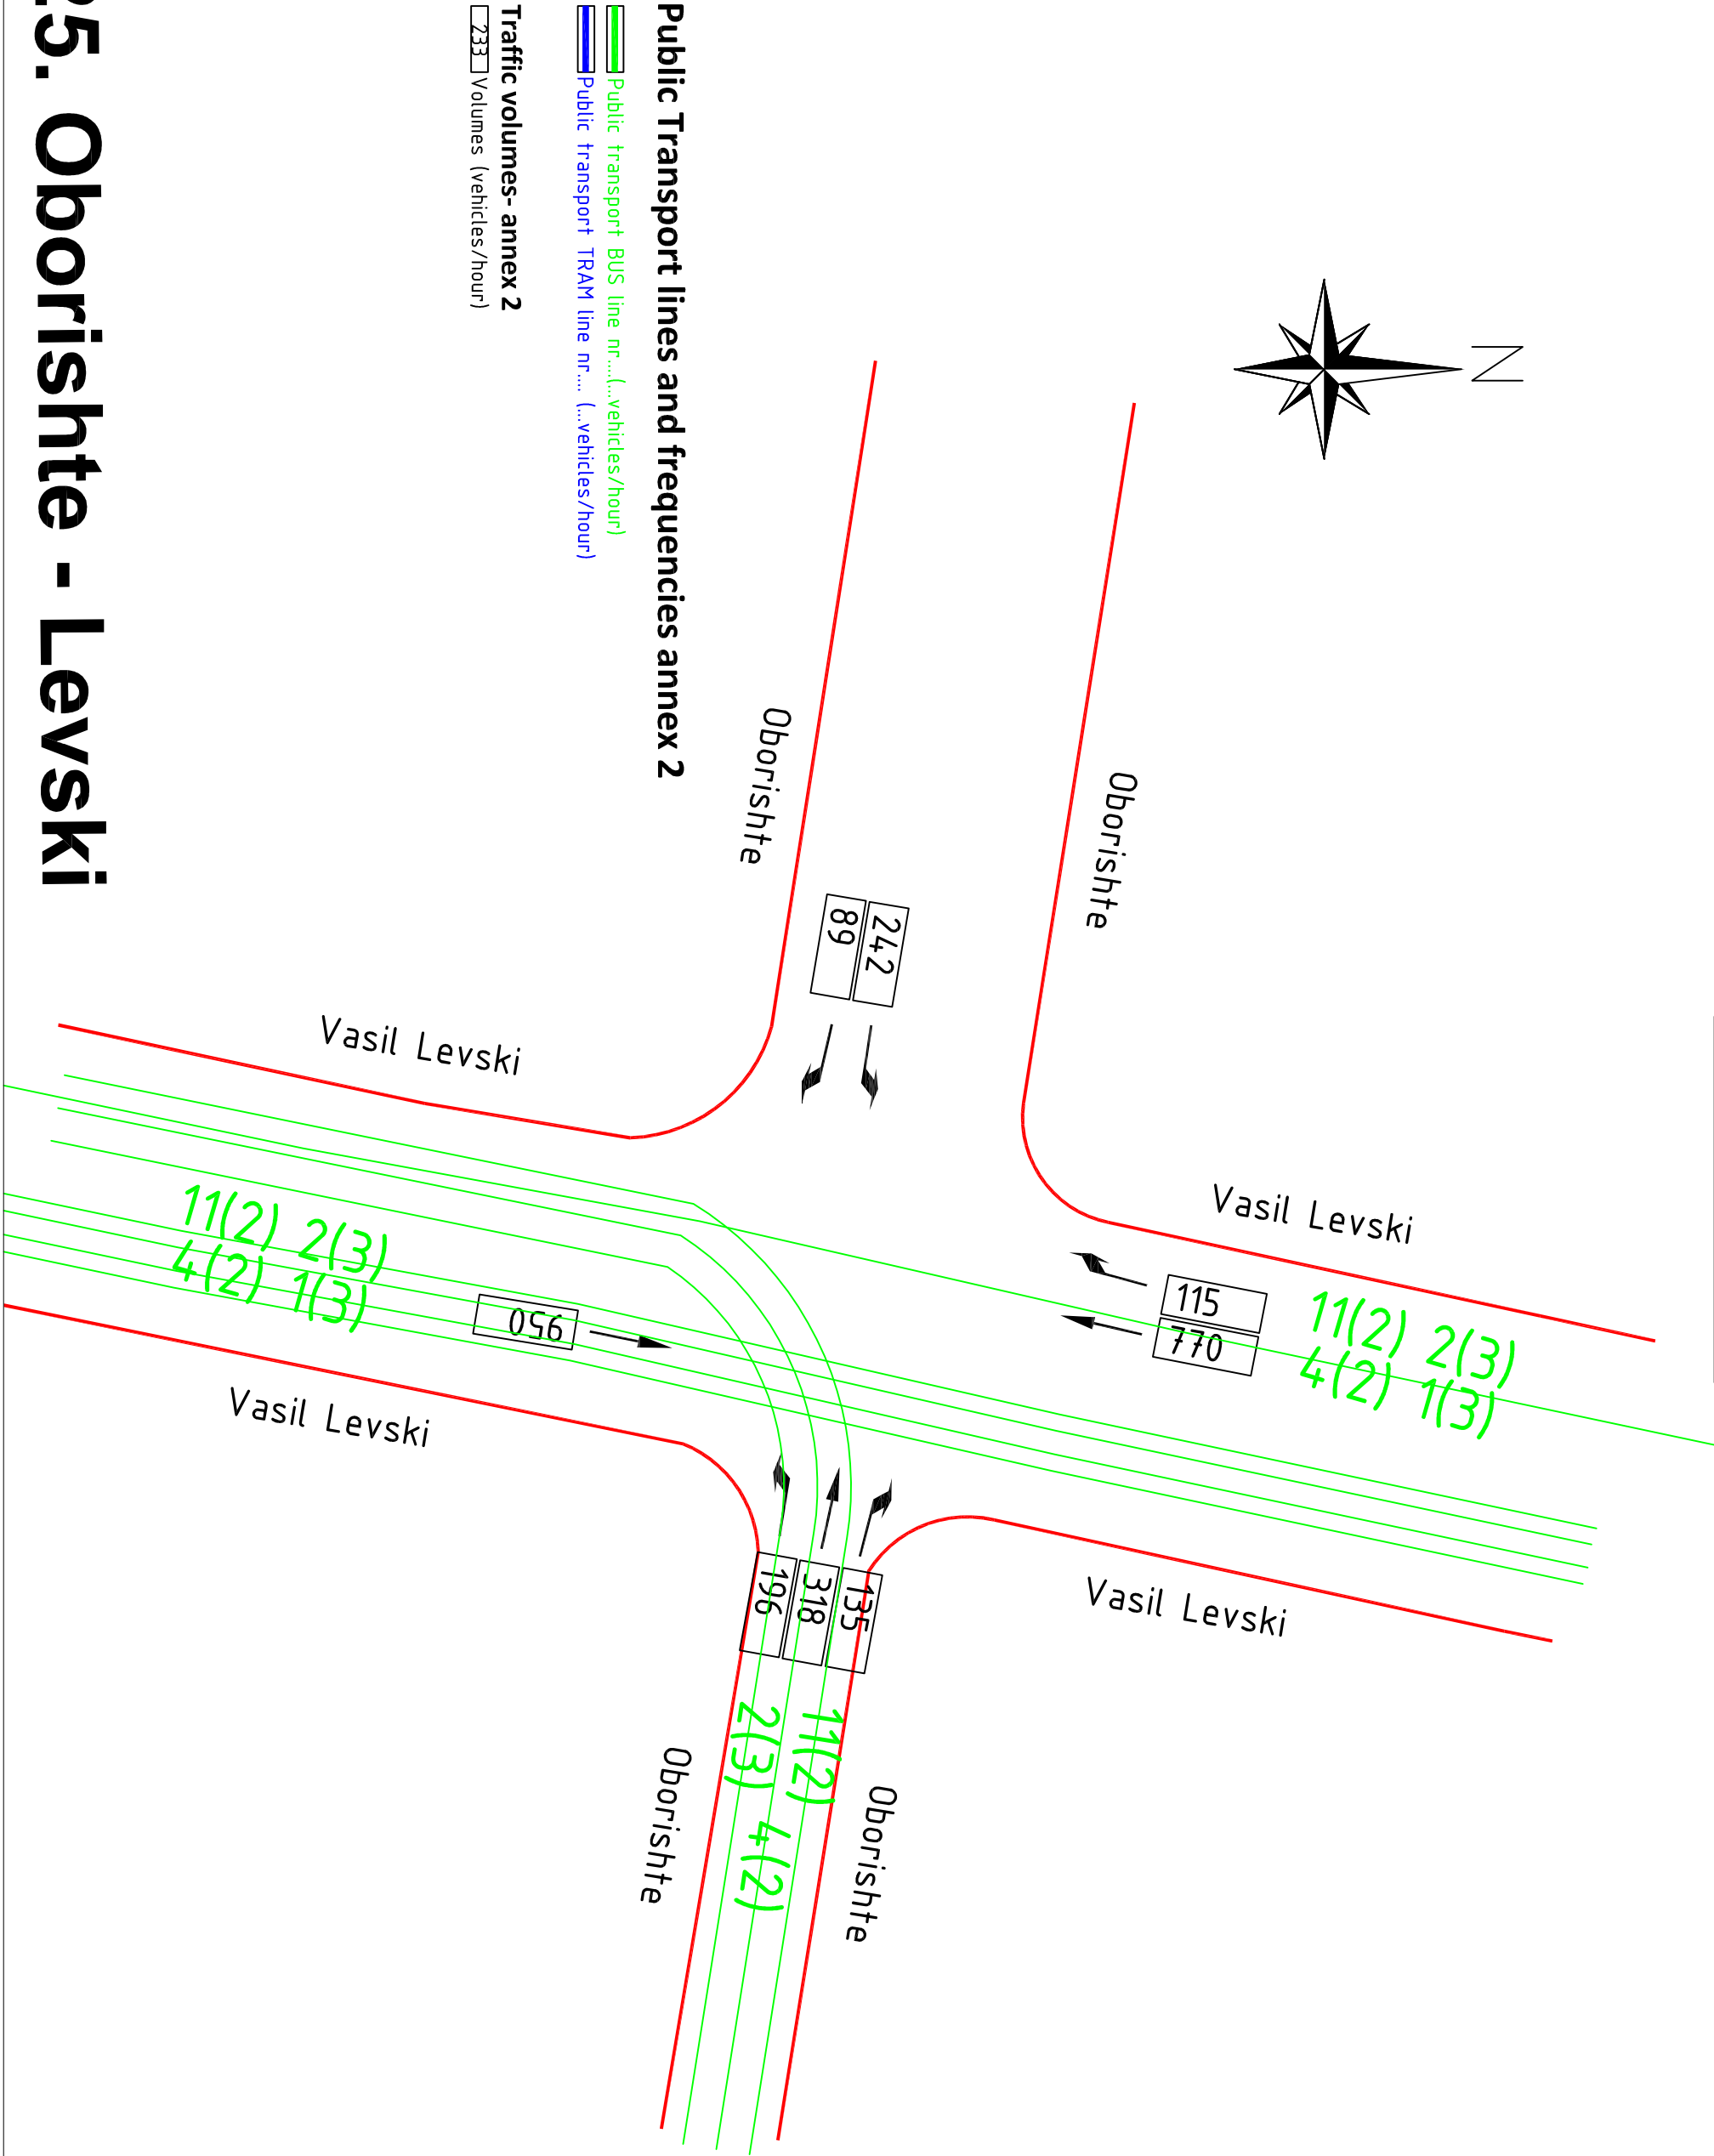 25. Oborishte - Levski
Public Transport lines and frequencies annex 2
Public transport BUS line nr....(...vehicles/hour)
Public transport TRAM line nr.... (...vehicles/hour)
Traffic volumes- annex 2
233 Volumes (vehicles/hour)
N
Oborishte
Oborishte
242
89
Vasil Levski
Vasil Levski
11(2) 2(3)
4(2) 1(3)
950
115
770
11(2) 2(3)
4(2) 1(3)
Vasil Levski
Vasil Levski
196
318
135
11(2)
2(3) 4(2)
Oborishte
Oborishte